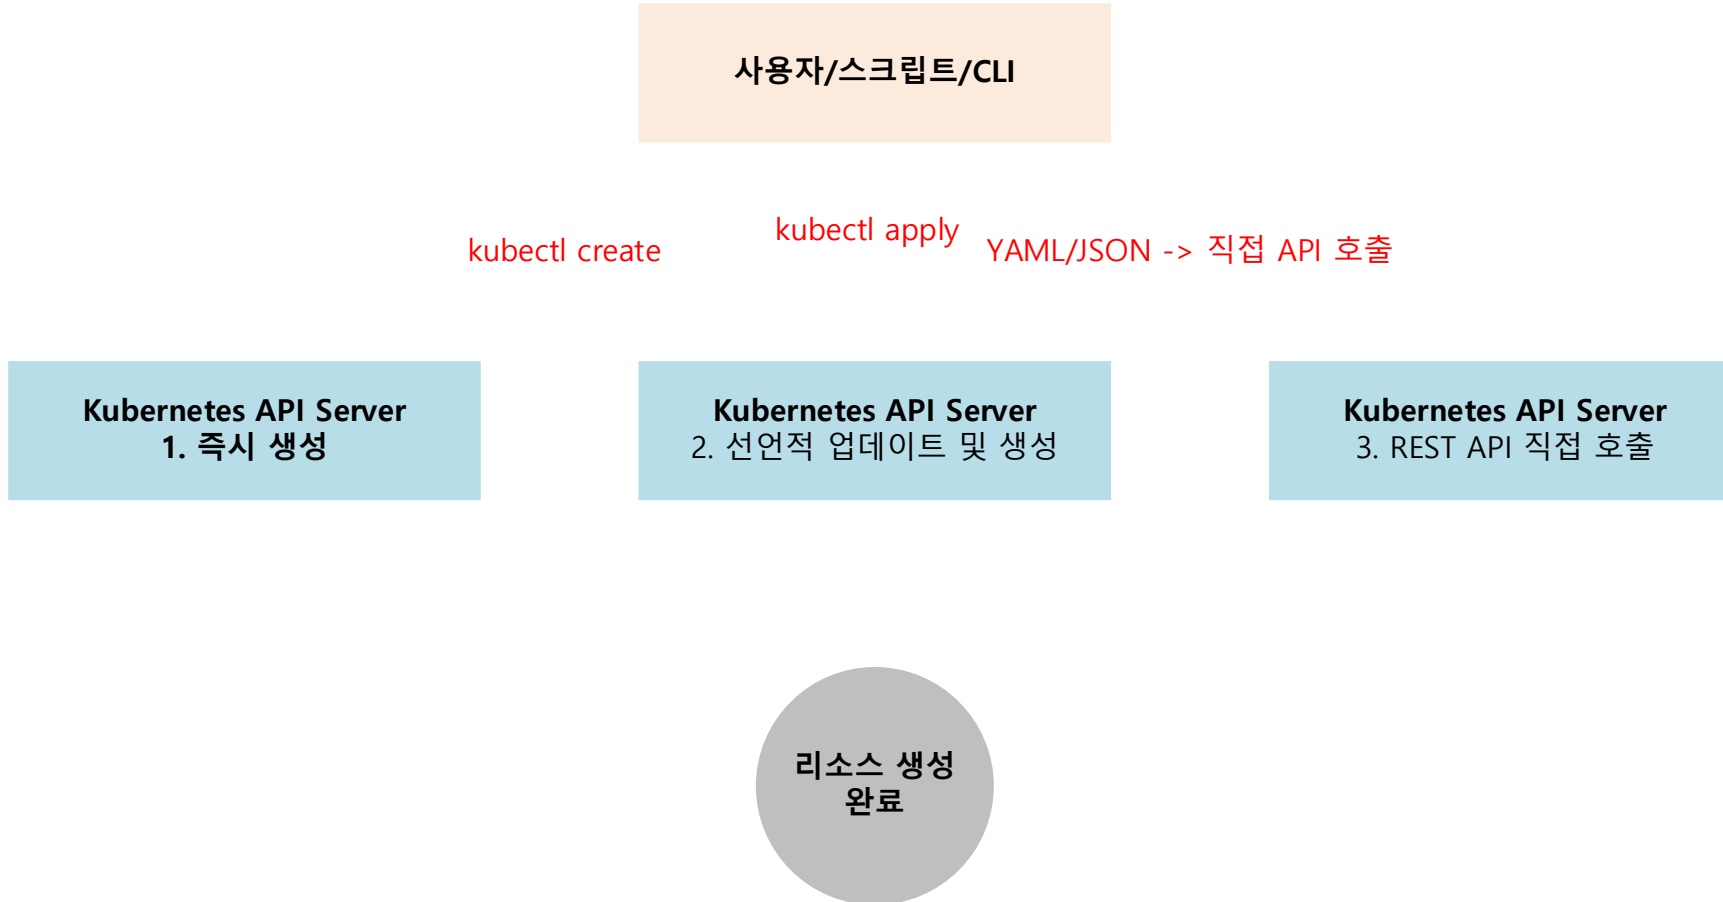 사용자/스크립트/CLI
kubectl create
kubectl apply
YAML/JSON -> 직접 API 호출
Kubernetes API Server
1. 즉시 생성
Kubernetes API Server
2. 선언적 업데이트 및 생성
Kubernetes API Server
3. REST API 직접 호출
리소스 생성
완료